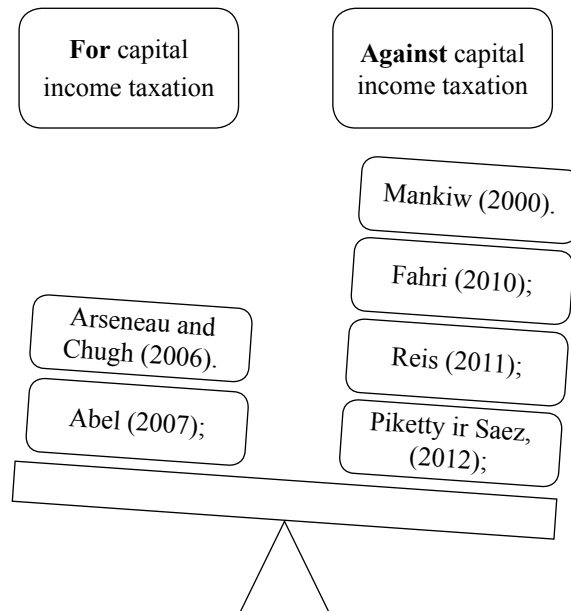 For capital
income taxation
Against capital
income taxation
Mankiw (2000).
Fahri (2010);
Arseneau and
Chugh (2006).
Reis (2011);
Abel (2007);
Piketty ir Saez,
(2012);